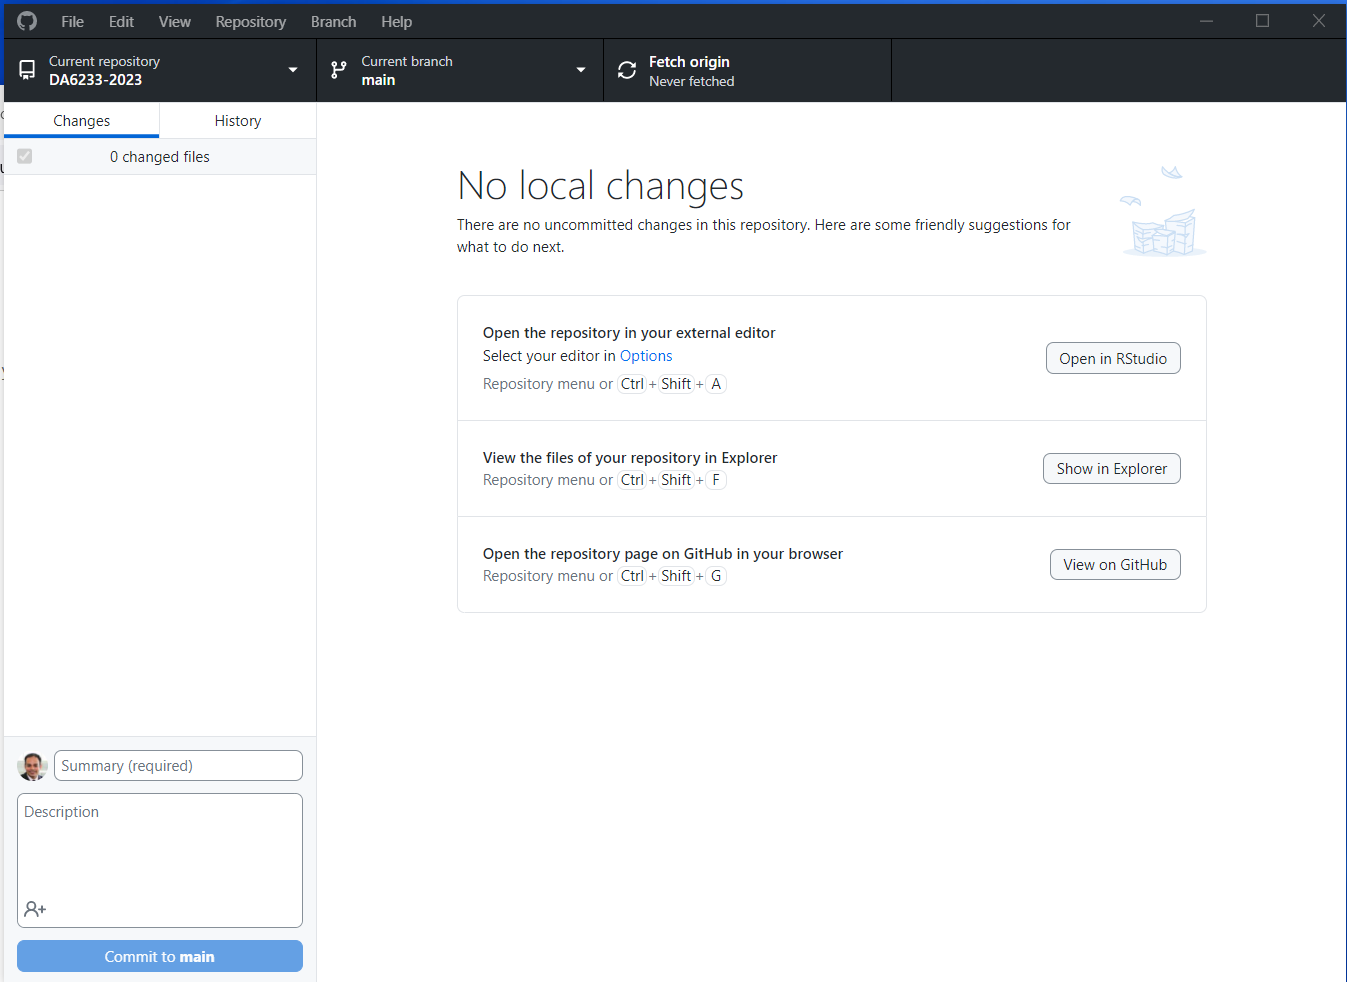 File Edit View Repository Branch Help
Current repository
DA6233-2023
Current branch
main
Fetch origin
Never fetched
Changes
History
0 changed files
No local changes
There are no uncommitted changes in this repository. Here are some friendly suggestions for
what to do next.
Open the repository in your external editor
Select your editor in Options
Repository menu or Ctrl + Shift + A
Open in RStudio
View the files of your repository in Explorer
Repository menu or Ctrl + Shift + F
Show in Explorer
Open the repository page on GitHub in your browser
Repository menu or Ctrl + Shift + G
View on GitHub
Summary (required)
Description
Commit to main